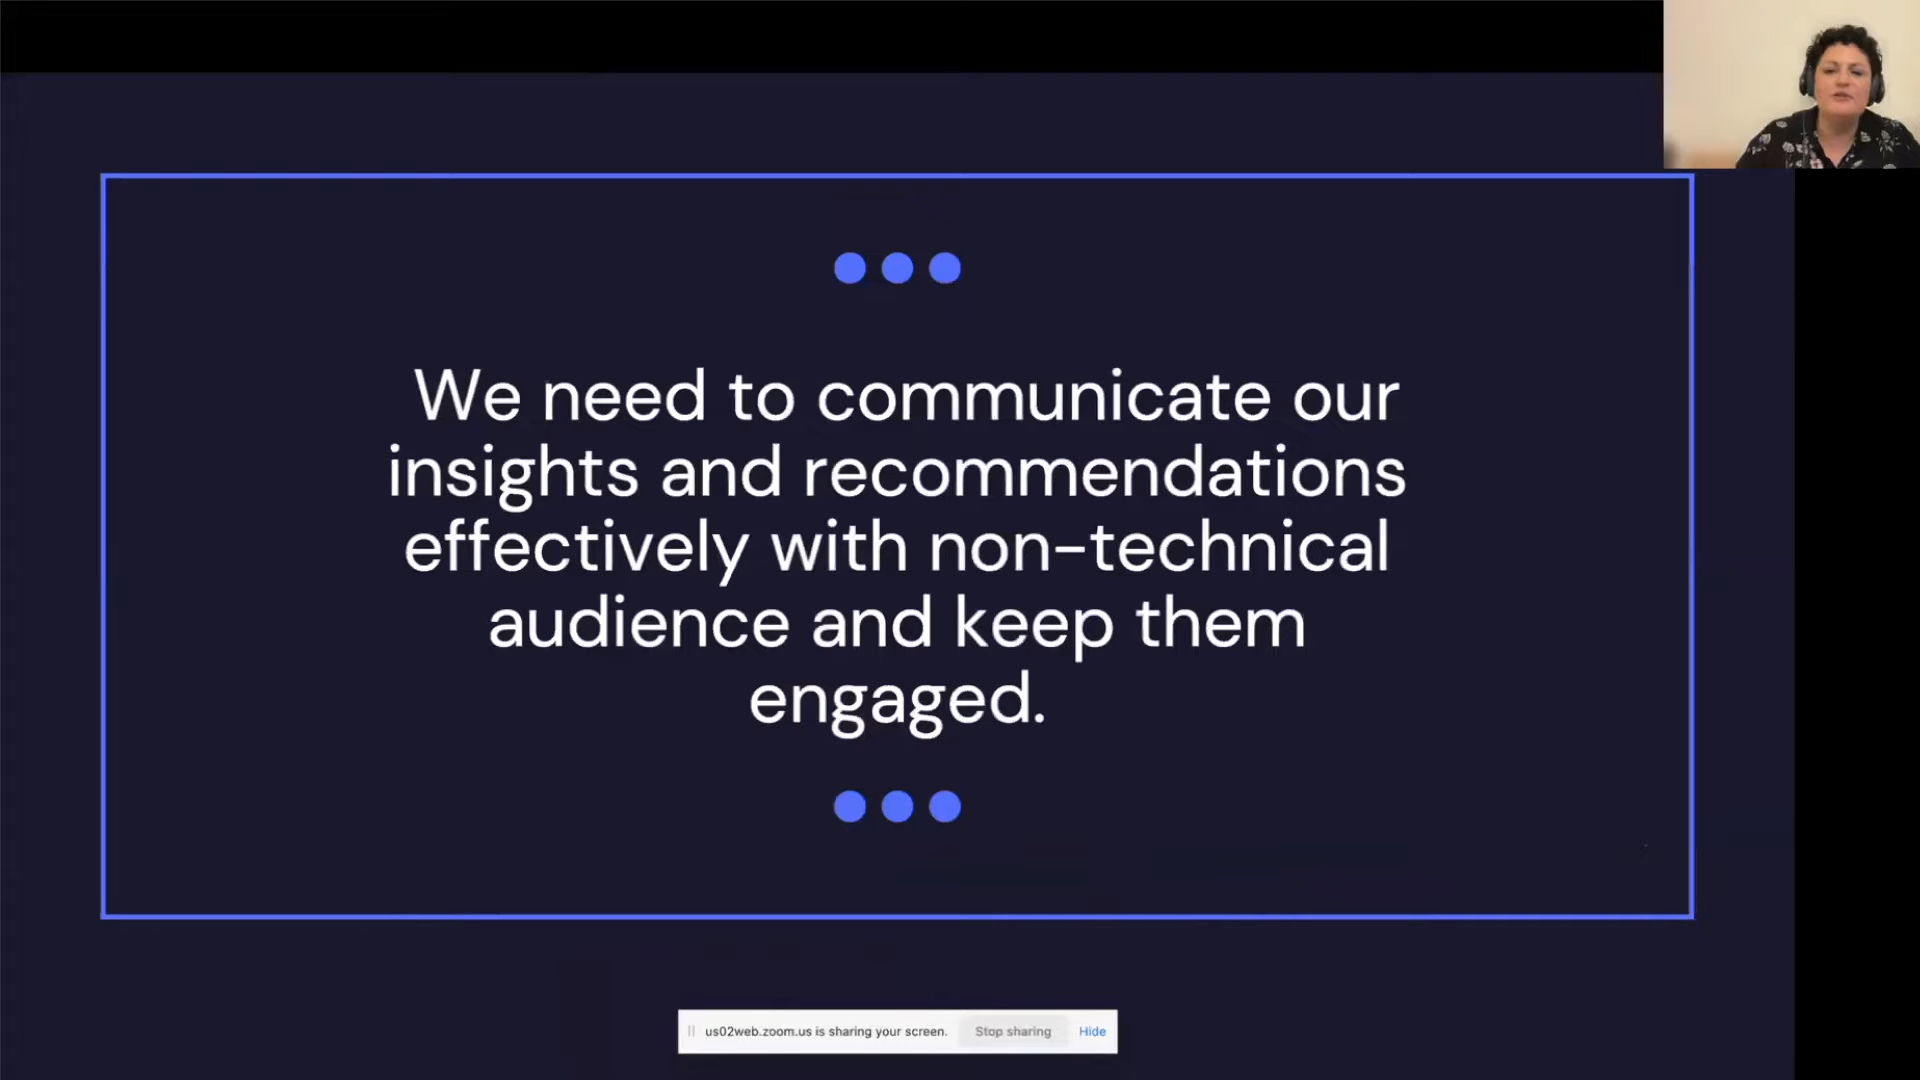 We need to communicate our
insights and recommendations
effectively with non-technical
audience and keep them
engaged.
us02web.zoom.us is sharing your screen. Stop sharing Hide